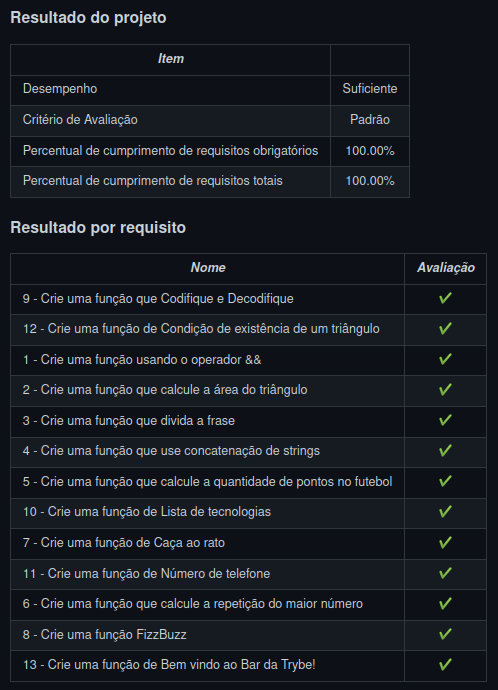 Resultado do projeto
Item
Desempenho Suficiente
Critério de Avaliação Padrão
Percentual de cumprimento de requisitos obrigatórios 100.00%
Percentual de cumprimento de requisitos totais 100.00%
Resultado por requisito
Nome Avaliação
9 - Crie uma função que Codifique e Decodifique ✔
12 - Crie uma função de Condição de existência de um triângulo ✔
1 - Crie uma função usando o operador && ✔
2 - Crie uma função que calcule a área do triângulo ✔
3 - Crie uma função que divida a frase ✔
4 - Crie uma função que use concatenação de strings ✔
5 - Crie uma função que calcule a quantidade de pontos no futebol ✔
10 - Crie uma função de Lista de tecnologias ✔
7 - Crie uma função de Caça ao rato ✔
11 - Crie uma função de Número de telefone ✔
6 - Crie uma função que calcule a repetição do maior número ✔
8 - Crie uma função FizzBuzz ✔
13 - Crie uma função de Bem vindo ao Bar da Trybe! ✔